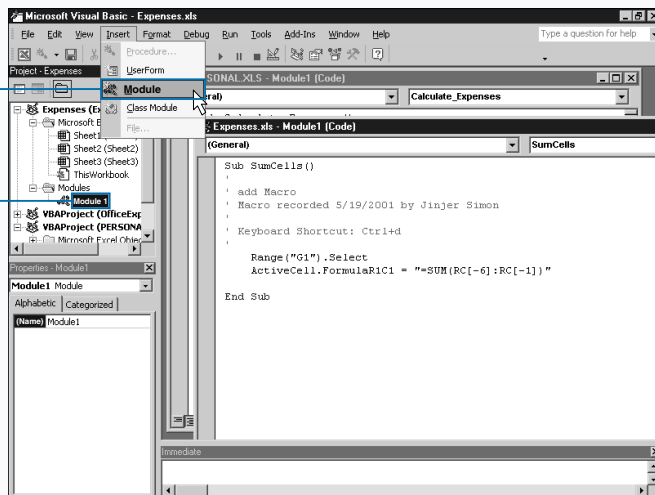 Microsoft Visual Basic - Expenses.xls
File Edit View Insert Format Debug Run Tools Add-Ins Window Help
Type a question for help
Procedure...
UserForm
Module
Class Module
File...
Project - Expenses
Expenses (Ex
Microsoft E
Sheet1
Sheet2 (Sheet2)
Sheet3 (Sheet3)
ThisWorkbook
Modules
Module 1
VBAProject (OfficeExp
VBAProject (PERSONA
Microsoft Excel Objec
Properties - Module1
Module1 Module
Alphabetic Categorized
(Name) Module1
SONAL.XLS - Module1 (Code)
eral) Calculate_Expenses
Expenses.xls - Module1 (Code)
(General) SumCells
Sub SumCells()
'
' add Macro
' Macro recorded 5/19/2001 by Jinjer Simon
'
' Keyboard Shortcut: Ctrl+d
'
Range("G1").Select
ActiveCell.FormulaR1C1 = "=SUM(RC[-6]:RC[-1])"
End Sub
Immediate